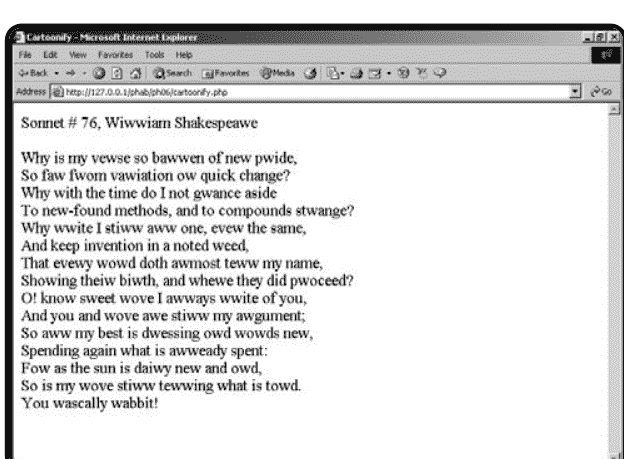 Cartoonify - Microsoft Internet Explorer
File Edit View Favorites Tools Help
Back Search Favorites Media
Address http://127.0.0.1/phab/ph06/cartoonify.php Go
Sonnet # 76, Wiwwiam Shakespeawe
Why is my vewse so bawwen of new pwide,
So faw fwom vawiation ow quick change?
Why with the time do I not gwance aside
To new-found methods, and to compounds stwange?
Why wwite I stiww aww one, evew the same,
And keep invention in a noted weed,
That evewy wowd doth awmost teww my name,
Showing theiw biwth, and whewe they did pwoceed?
O! know sweet wove I awways wwite of you,
And you and wove awe stiww my awgument;
So aww my best is dwessing owd wowds new,
Spending again what is awweady spent:
Fow as the sun is daiwy new and owd,
So is my wove stiww tewwing what is towd.
You wascally wabbit!